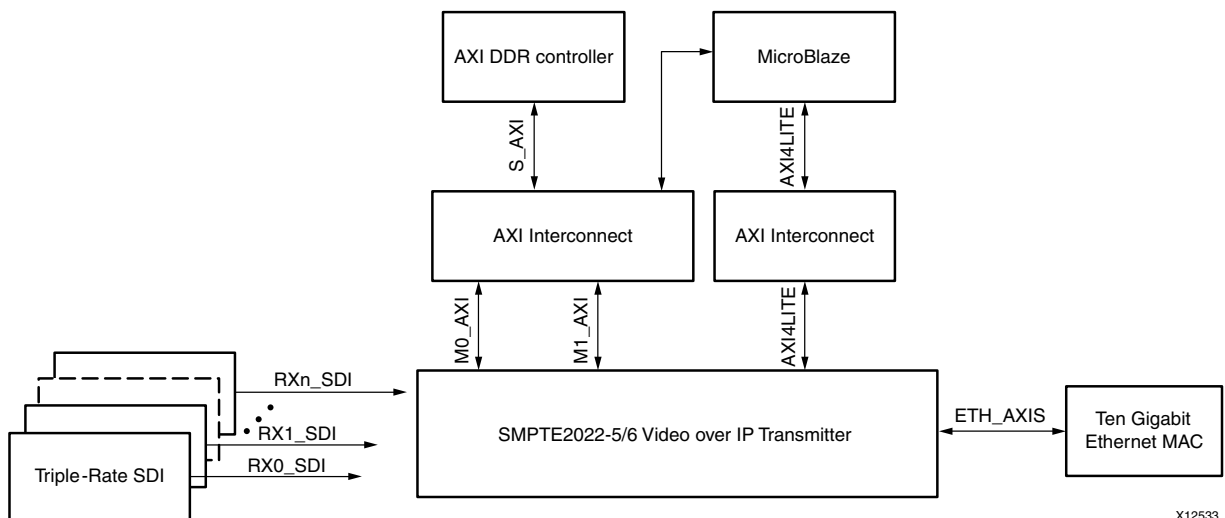 AXI DDR controller
MicroBlaze
S_AXI
AXI4LITE
AXI Interconnect
AXI Interconnect
M0_AXI
M1_AXI
AXI4LITE
RXn_SDI
RX1_SDI
RX0_SDI
Triple-Rate SDI
SMPTE2022-5/6 Video over IP Transmitter
ETH_AXIS
Ten Gigabit
Ethernet MAC
X12533